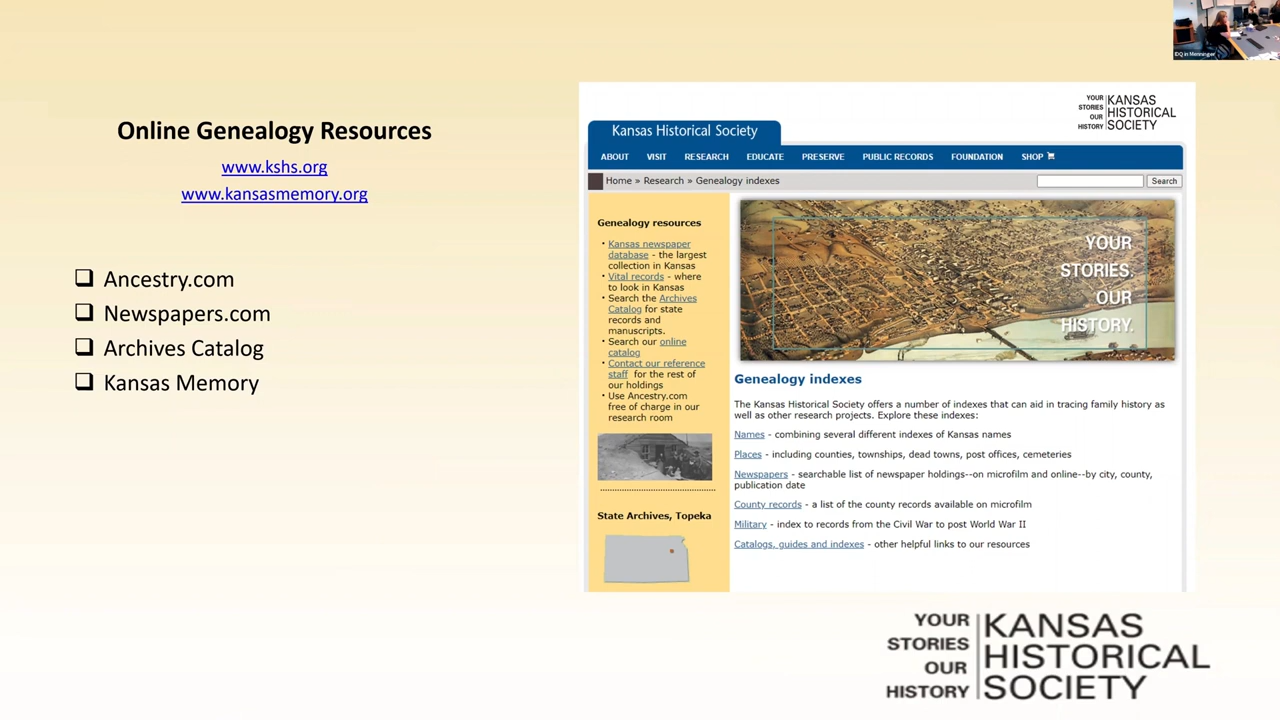 IDQ in Menninger
Online Genealogy Resources
www.kshs.org
www.kansasmemory.org
❑ Ancestry.com
❑ Newspapers.com
❑ Archives Catalog
❑ Kansas Memory
YOUR
STORIES
OUR
HISTORY
KANSAS
HISTORICAL
SOCIETY
Kansas Historical Society
ABOUT VISIT RESEARCH EDUCATE PRESERVE PUBLIC RECORDS FOUNDATION SHOP
Home » Research » Genealogy indexes
Search
Genealogy resources
• Kansas newspaper
database - the largest
collection in Kansas
• Vital records - where
to look in Kansas
• Search the Archives
Catalog for state
records and
manuscripts.
• Search our online
catalog
• Contact our reference
staff for the rest of
our holdings
• Use Ancestry.com
free of charge in our
research room
State Archives, Topeka
YOUR
STORIES.
OUR
HISTORY.
Genealogy indexes
The Kansas Historical Society offers a number of indexes that can aid in tracing family history as
well as other research projects. Explore these indexes:
Names - combining several different indexes of Kansas names
Places - including counties, townships, dead towns, post offices, cemeteries
Newspapers - searchable list of newspaper holdings--on microfilm and online--by city, county,
publication date
County records - a list of the county records available on microfilm
Military - index to records from the Civil War to post World War II
Catalogs, guides and indexes - other helpful links to our resources
YOUR
STORIES
OUR
HISTORY
KANSAS
HISTORICAL
SOCIETY